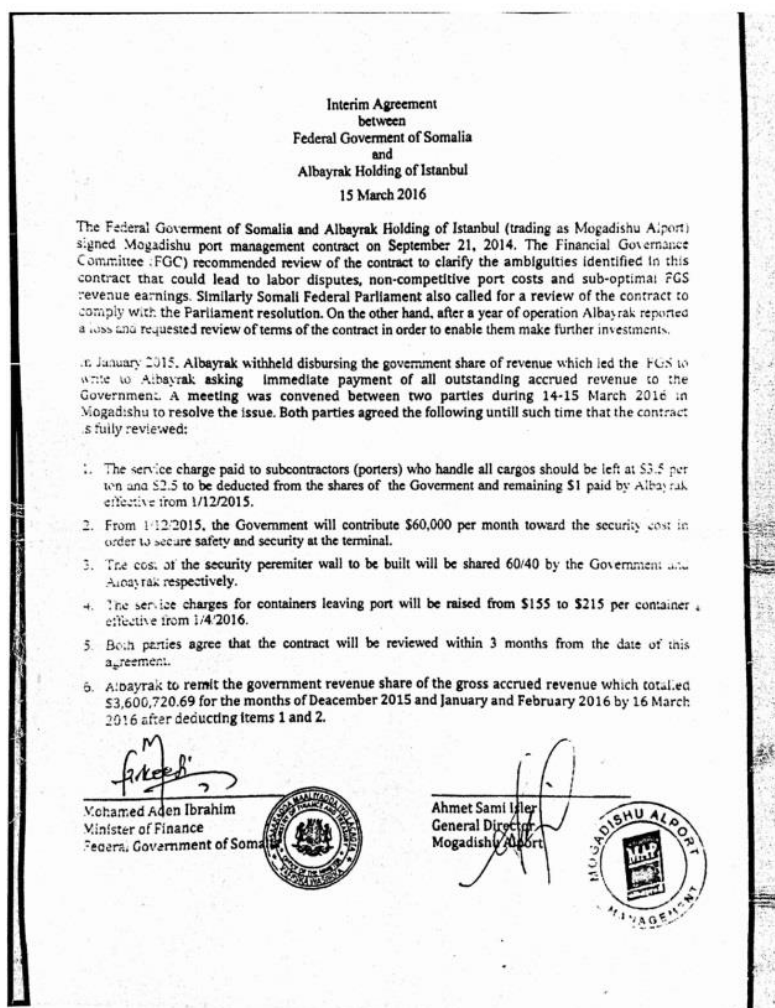 Interim Agreement
between
Federal Goverment of Somalia
and
Albayrak Holding of Istanbul
15 March 2016
The Federal Goverment of Somalia and Albayrak Holding of Istanbul (trading as Mogadishu Alport)
signed Mogadishu port management contract on September 21, 2014. The Financial Governance
Committee (FGC) recommended review of the contract to clarify the ambiguities identified in this
contract that could lead to labor disputes, non-competitive port costs and sub-optimal FGS
revenue earnings. Similarly Somali Federal Parliament also called for a review of the contract to
comply with the Parliament resolution. On the other hand, after a year of operation Albayrak reported
a loss and requested review of terms of the contract in order to enable them make further investments.
In January 2015, Albayrak withheld disbursing the government share of revenue which led the FGS to
write to Albayrak asking immediate payment of all outstanding accrued revenue to the
Government. A meeting was convened between two parties during 14-15 March 2016 in
Mogadishu to resolve the issue. Both parties agreed the following untill such time that the contract
is fully reviewed:
1. The service charge paid to subcontractors (porters) who handle all cargos should be left at $3.5 per
ton and $2.5 to be deducted from the shares of the Goverment and remaining $1 paid by Albayrak
effective from 1/12/2015.
2. From 1/12/2015, the Government will contribute $60,000 per month toward the security cost in
order to secure safety and security at the terminal.
3. The cost of the security peremiter wall to be built will be shared 60/40 by the Government and
Albayrak respectively.
4. The service charges for containers leaving port will be raised from $155 to $215 per container ,
effective from 1/4/2016.
5. Both parties agree that the contract will be reviewed within 3 months from the date of this
agreement.
6. Albayrak to remit the government revenue share of the gross accrued revenue which totalled
$3,600,720.69 for the months of Deacember 2015 and January and February 2016 by 16 March
2016 after deducting items 1 and 2.
Mohamed Aden Ibrahim
Minister of Finance
Federal Government of Soma
Ahmet Sami
General Director
Mogadishu Alport
MOGADISHU ALPORT
MAP
MANAGEMENT